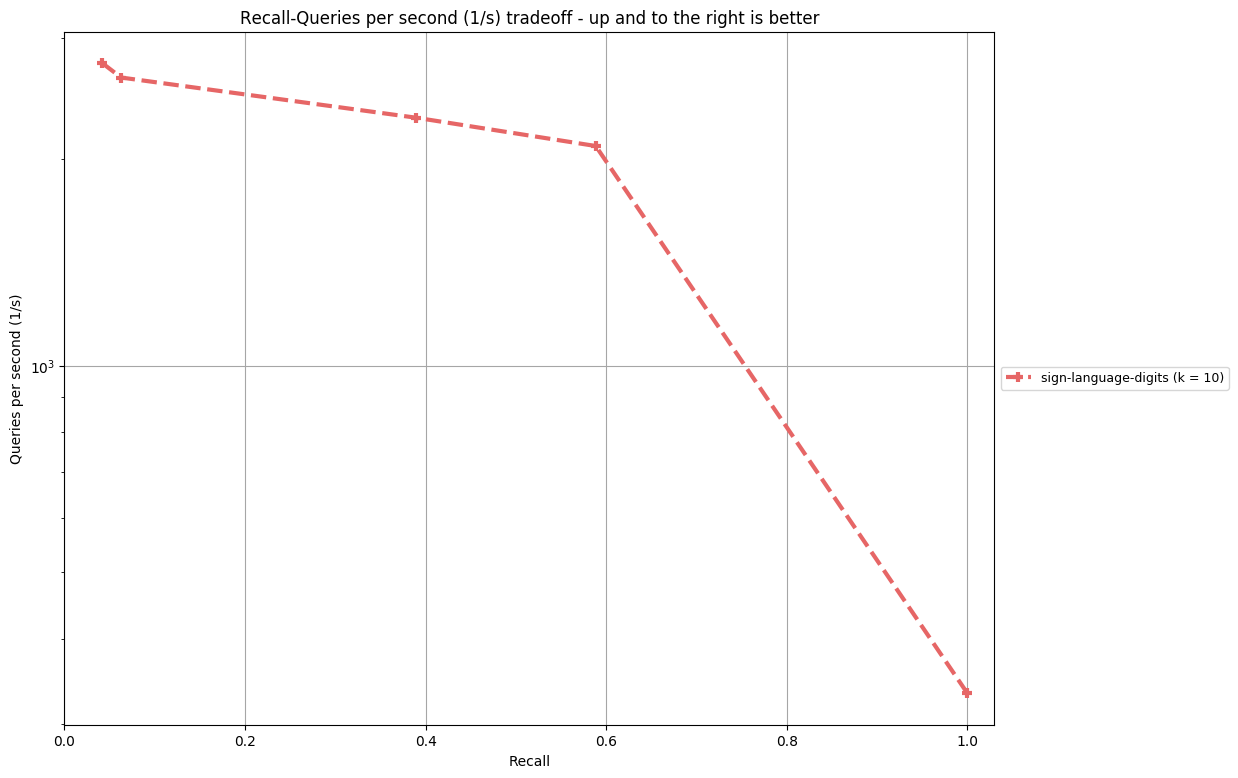 Recall-Queries per second (1/s) tradeoff - up and to the right is better
Queries per second (1/s)
10³
0.0 0.2 0.4 0.6 0.8 1.0
Recall
sign-language-digits (k = 10)